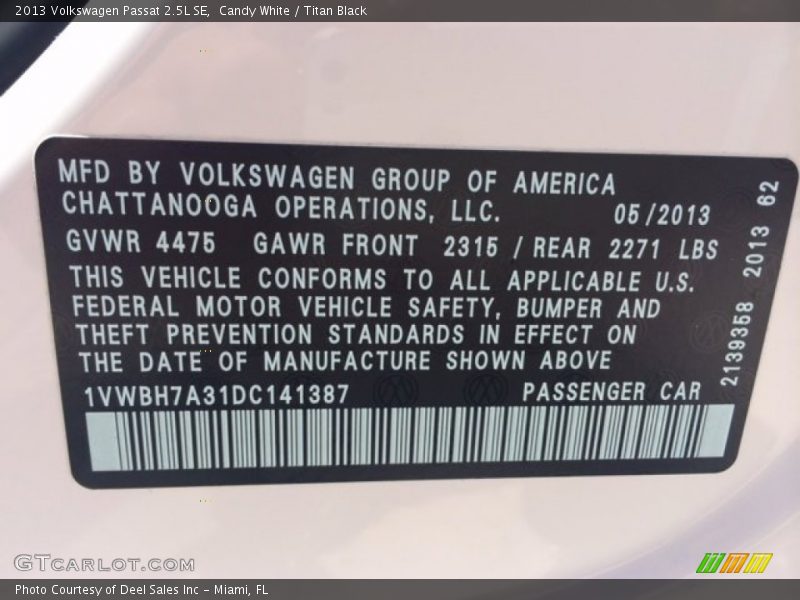 2013 Volkswagen Passat 2.5L SE,  Candy White / Titan Black
MFD BY VOLKSWAGEN GROUP OF AMERICA
CHATTANOOGA OPERATIONS, LLC. 05/2013
GVWR 4475 GAWR FRONT 2315 / REAR 2271 LBS
THIS VEHICLE CONFORMS TO ALL APPLICABLE U.S.
FEDERAL MOTOR VEHICLE SAFETY, BUMPER AND
THEFT PREVENTION STANDARDS IN EFFECT ON
THE DATE OF MANUFACTURE SHOWN ABOVE
1VWBH7A31DC141387 PASSENGER CAR
2139358 2013 62
GTCARLOT.COM
Photo Courtesy of Deel Sales Inc - Miami, FL